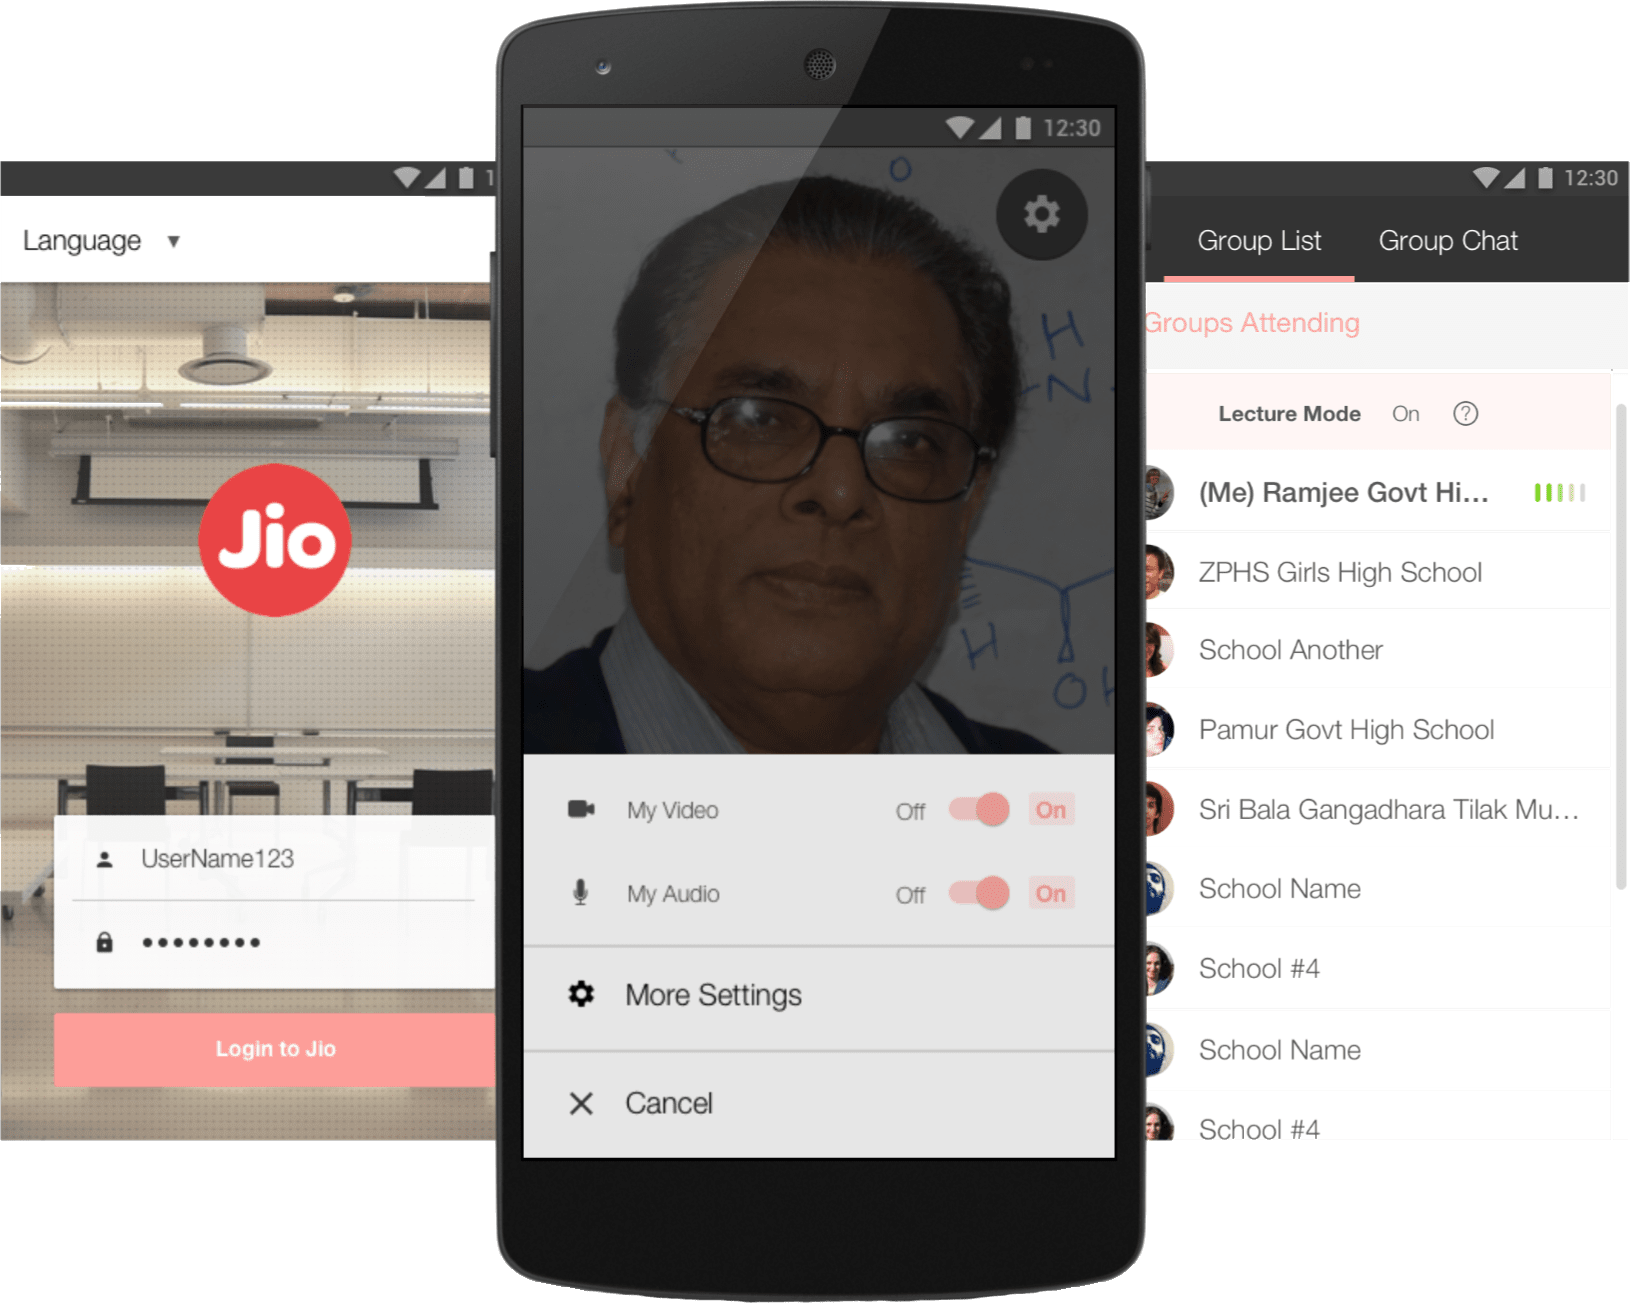 1
Language ▼
Jio
UserName123
••••••••
Login to Jio
12:30
O
H
N
H
OH
My Video Off On
My Audio Off On
More Settings
Cancel
12:30
Group List Group Chat
Groups Attending
Lecture Mode On ?
(Me) Ramjee Govt Hi...
ZPHS Girls High School
School Another
Pamur Govt High School
Sri Bala Gangadhara Tilak Mu...
School Name
School #4
School Name
School #4